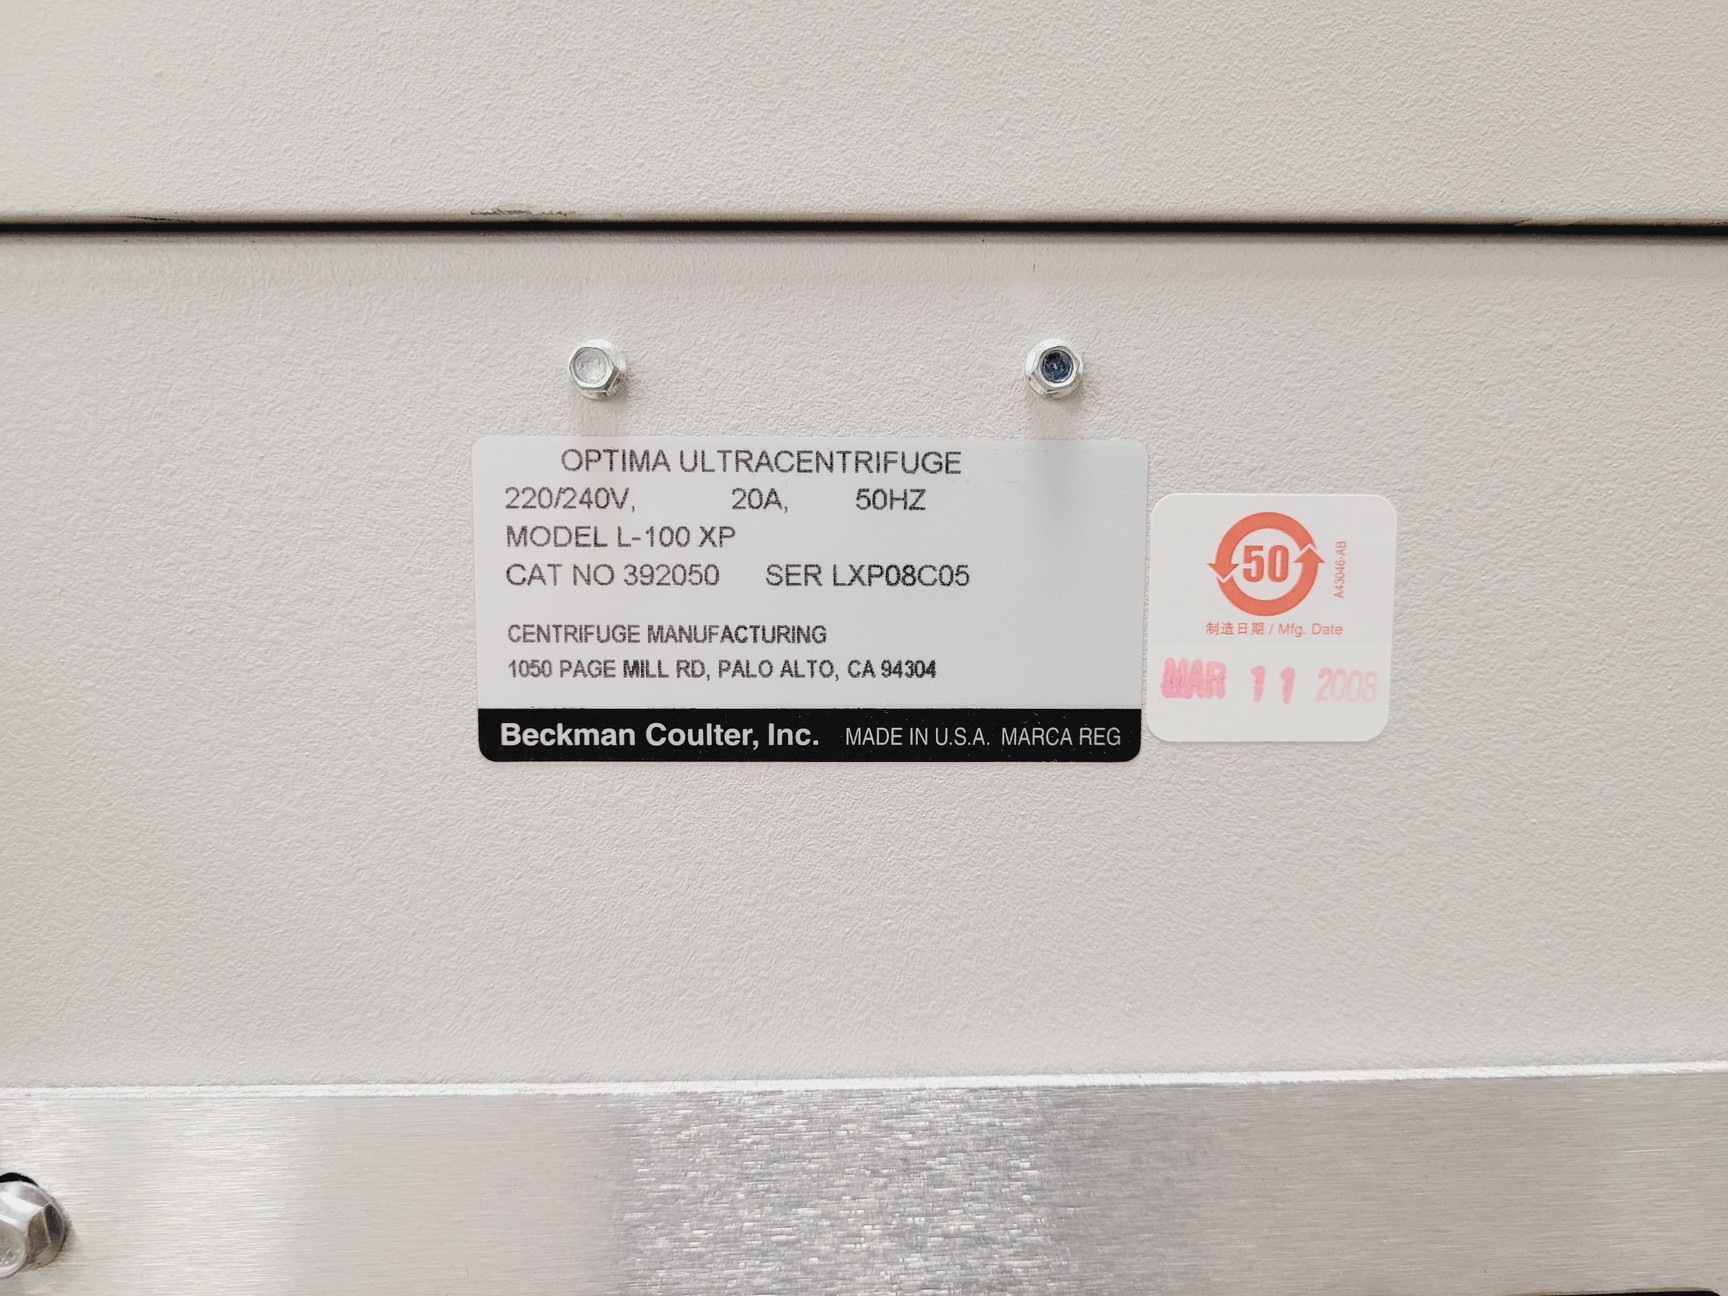 OPTIMA ULTRACENTRIFUGE
220/240V, 20A, 50HZ
MODEL L-100 XP
CAT NO 392050 SER LXP08C05
CENTRIFUGE MANUFACTURING
1050 PAGE MILL RD, PALO ALTO, CA 94304
Beckman Coulter, Inc. MADE IN U.S.A. MARCA REG
50
A43046-AB
制造日期 / Mfg. Date
MAR 11 2008